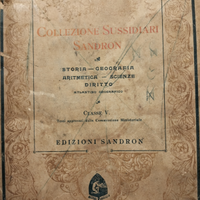 COLLEZIONE SUSSIDIARI
SANDRON
STORIA — GEOGRAFIA
ARITMETICA — SCIENZE
DIRITTO
CLASSE V.
EDIZIONI SANDRON